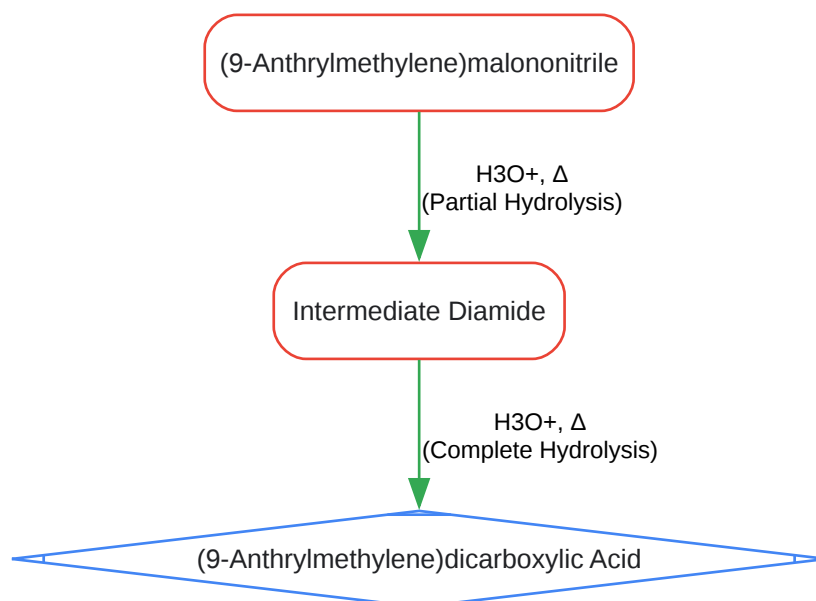 (9-Anthrylmethylene)malononitrile
H3O+, Δ
(Partial Hydrolysis)
Intermediate Diamide
H3O+, Δ
(Complete Hydrolysis)
(9-Anthrylmethylene)dicarboxylic Acid